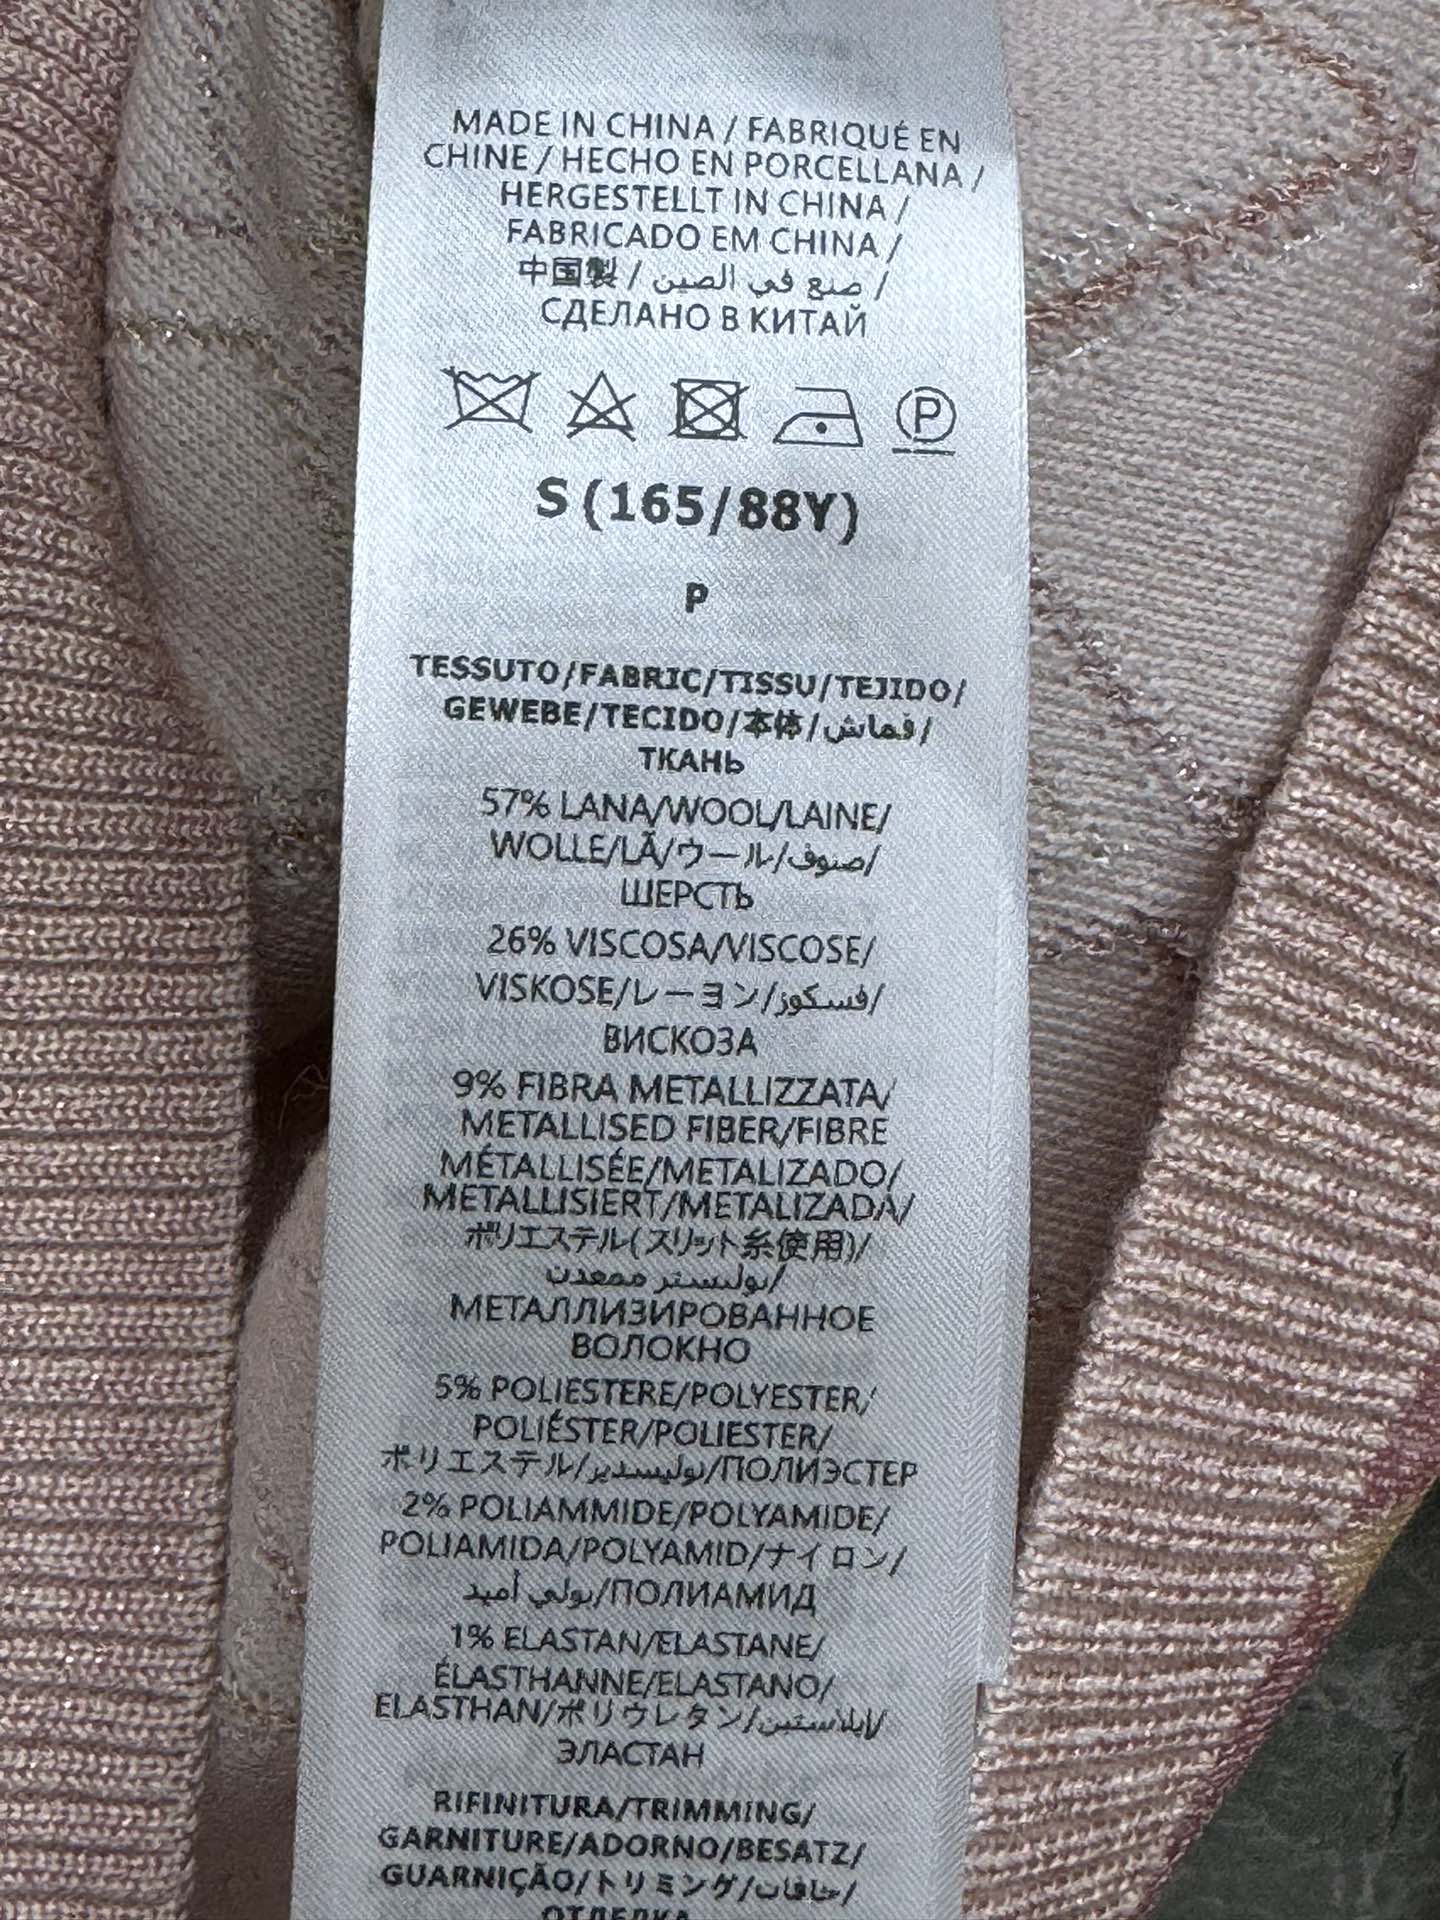 MADE IN CHINA / FABRIQUÉ EN
CHINE / HECHO EN PORCELLANA /
HERGESTELLT IN CHINA /
FABRICADO EM CHINA /
中国製 / صنع في الصين /
СДЕЛАНО В КИТАЙ
P
S (165/88Y)
P
TESSUTO/FABRIC/TISSU/TEJIDO/
GEWEBE/TECIDO/本体/قماش/
ТКАНЬ
57% LANA/WOOL/LAINE/
WOLLE/LÃ/ウール/صوف/
ШЕРСТЬ
26% VISCOSA/VISCOSE/
VISKOSE/レーヨン/فسكوز/
ВИСКОЗА
9% FIBRA METALLIZZATA/
METALLISED FIBER/FIBRE
MÉTALLISÉE/METALIZADO/
METALLISIERT/METALIZADA/
ポリエステル(スリット糸使用)/
بوليستر ممعدن/
МЕТАЛЛИЗИРОВАННОЕ
ВОЛОКНО
5% POLIESTERE/POLYESTER/
POLIÉSTER/POLIESTER/
ポリエステル/بوليستير/ПОЛИЭСТЕР
2% POLIAMMIDE/POLYAMIDE/
POLIAMIDA/POLYAMID/ナイロン/
بولي أميد/ПОЛИАМИД
1% ELASTAN/ELASTANE/
ÉLASTHANNE/ELASTANO/
ELASTHAN/ポリウレタン/إيلاستين/
ЭЛАСТАН
RIFINITURA/TRIMMING/
GARNITURE/ADORNO/BESATZ/
GUARNIÇÃO/トリミング/حافات/
ОТДЕЛКА